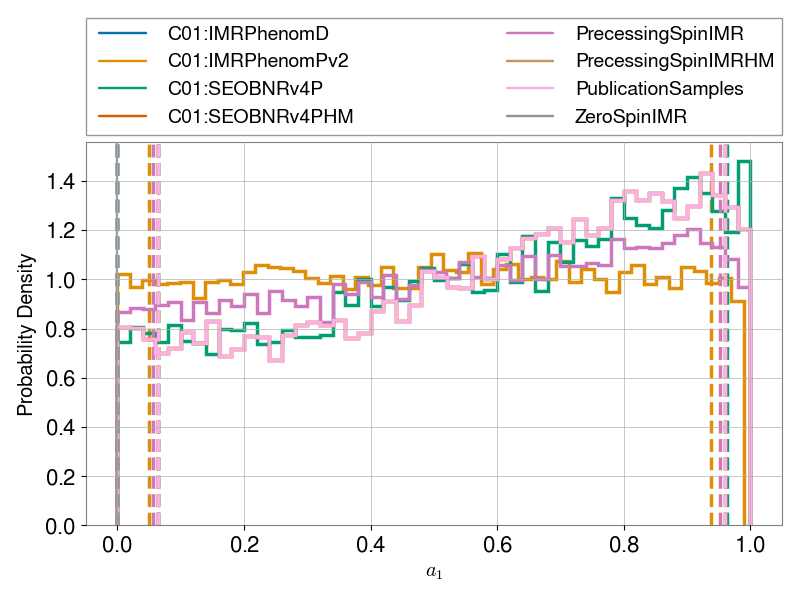 C01:IMRPhenomD
C01:IMRPhenomPv2
C01:SEOBNRv4P
C01:SEOBNRv4PHM
PrecessingSpinIMR
PrecessingSpinIMRHM
PublicationSamples
ZeroSpinIMR
Probability Density
1.4
1.2
1.0
0.8
0.6
0.4
0.2
0.0
0.0 0.2 0.4 0.6 0.8 1.0
a₁